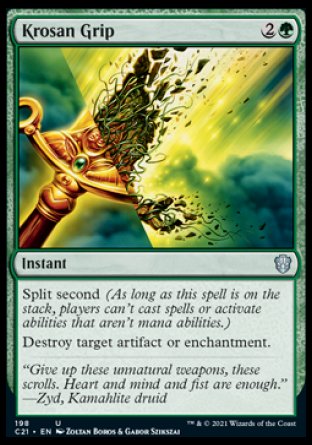 Krosan Grip 2
Instant
Split second (As long as this spell is on the
stack, players can't cast spells or activate
abilities that aren't mana abilities.)
Destroy target artifact or enchantment.
"Give up these unnatural weapons, these
scrolls. Heart and mind and fist are enough."
—Zyd, Kamahlite druid
198 U
C21 • EN ZOLTAN BOROS & GABOR SZIKSZAI
™ & © 2021 Wizards of the Coast